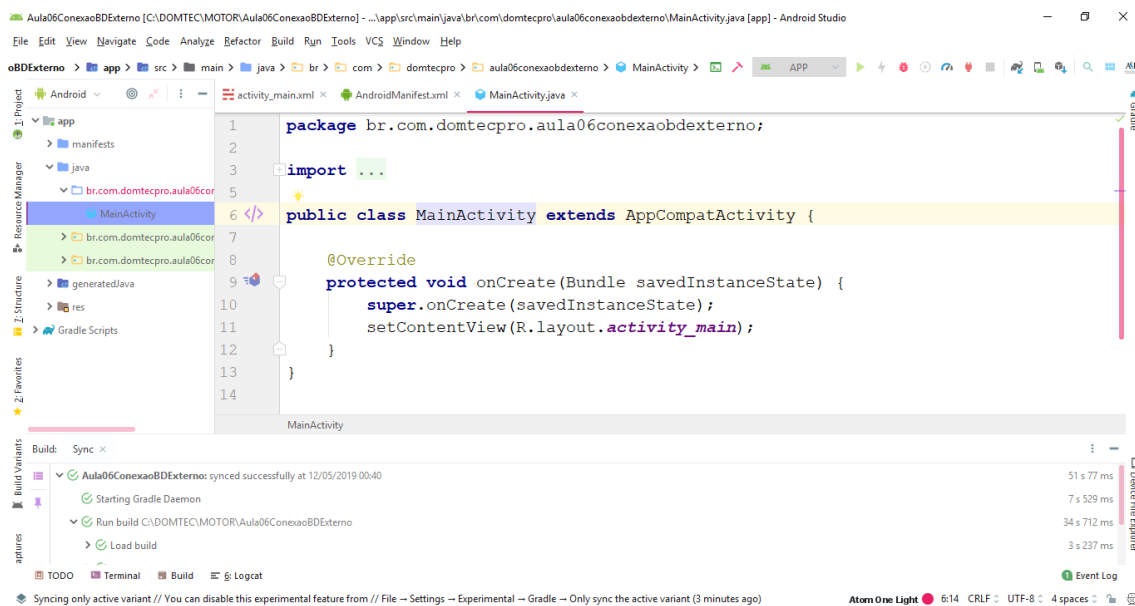 Aula06ConexaoBDExterno [C:\DOMTEC\MOTOR\Aula06ConexaoBDExterno] - ...\app\src\main\java\br\com\domtecpro\aula06conexaobdexterno\MainActivity.java [app] - Android Studio
File Edit View Navigate Code Analyze Refactor Build Run Tools VCS Window Help
oBDExterno > app > src > main > java > br > com > domtecpro > aula06conexaobdexterno > MainActivity > APP
Android
activity_main.xml × AndroidManifest.xml × MainActivity.java ×
1: Project
Resource Manager
7: Structure
2: Favorites
Build Variants
aptures
app
manifests
java
br.com.domtecpro.aula06cor
MainActivity
br.com.domtecpro.aula06cor
br.com.domtecpro.aula06cor
generatedJava
res
Gradle Scripts
1 package br.com.domtecpro.aula06conexaobdexterno;
2
3 import ...
5
6 public class MainActivity extends AppCompatActivity {
7
8 @Override
9 protected void onCreate(Bundle savedInstanceState) {
10 super.onCreate(savedInstanceState);
11 setContentView(R.layout.activity_main);
12 }
13 }
14
MainActivity
Gradle
Device File Explorer
Build: Sync ×
Aula06ConexaoBDExterno: synced successfully at 12/05/2019 00:40 51 s 77 ms
Starting Gradle Daemon 7 s 529 ms
Run build C:\DOMTEC\MOTOR\Aula06ConexaoBDExterno 34 s 712 ms
Load build 3 s 237 ms
TODO Terminal Build 6: Logcat 1 Event Log
Syncing only active variant // You can disable this experimental feature from // File → Settings → Experimental → Gradle → Only sync the active variant (3 minutes ago) Atom One Light 6:14 CRLF UTF-8 4 spaces